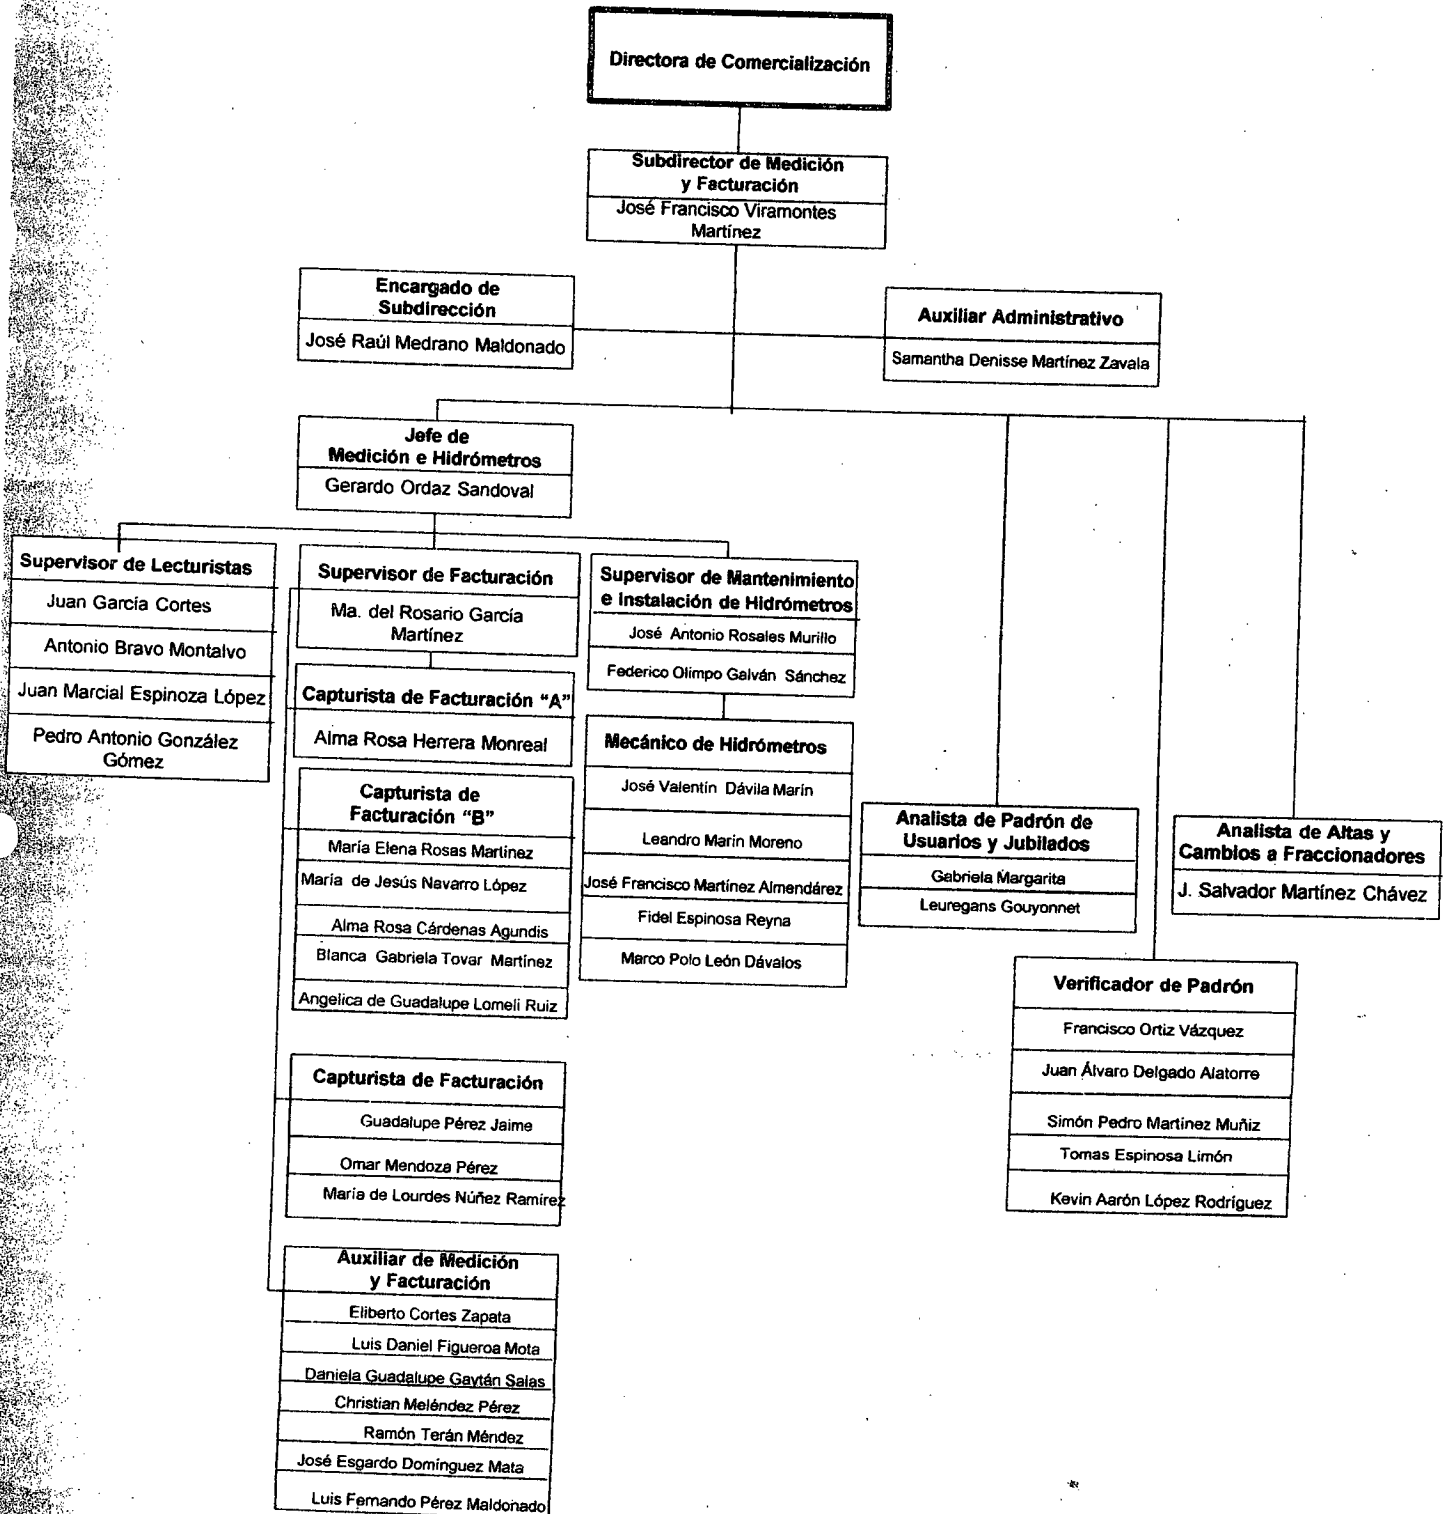 Directora de Comercialización
Subdirector de Medición
y Facturación
José Francisco Viramontes
Martínez
Encargado de
Subdirección
José Raúl Medrano Maldonado
Auxiliar Administrativo
Samantha Denisse Martínez Zavala
Jefe de
Medición e Hidrómetros
Gerardo Ordaz Sandoval
Supervisor de Lecturistas
Juan García Cortes
Antonio Bravo Montalvo
Juan Marcial Espinoza López
Pedro Antonio González
Gómez
Supervisor de Facturación
Ma. del Rosario García
Martínez
Capturista de Facturación “A”
Alma Rosa Herrera Monreal
Capturista de
Facturación “B”
María Elena Rosas Martinez
María de Jesús Navarro López
Alma Rosa Cárdenas Agundis
Blanca Gabriela Tovar Martínez
Angelica de Guadalupe Lomeli Ruiz
Capturista de Facturación
Guadalupe Pérez Jaime
Omar Mendoza Pérez
María de Lourdes Núñez Ramírez
Auxiliar de Medición
y Facturación
Eliberto Cortes Zapata
Luis Daniel Figueroa Mota
Daniela Guadalupe Gaytán Salas
Christian Meléndez Pérez
Ramón Terán Méndez
José Esgardo Domínguez Mata
Luis Fernando Pérez Maldonado
Supervisor de Mantenimiento
e Instalación de Hidrómetros
José Antonio Rosales Murillo
Federico Olimpo Galván Sánchez
Mecánico de Hidrómetros
José Valentín Dávila Marín
Leandro Marín Moreno
José Francisco Martínez Almendárez
Fidel Espinosa Reyna
Marco Polo León Dávalos
Analista de Padrón de
Usuarios y Jubilados
Gabriela Margarita
Leuregans Gouyonnet
Verificador de Padrón
Francisco Ortiz Vázquez
Juan Álvaro Delgado Alatorre
Simón Pedro Martínez Muñiz
Tomas Espinosa Limón
Kevin Aarón López Rodríguez
Analista de Altas y
Cambios a Fraccionadores
J. Salvador Martínez Chávez